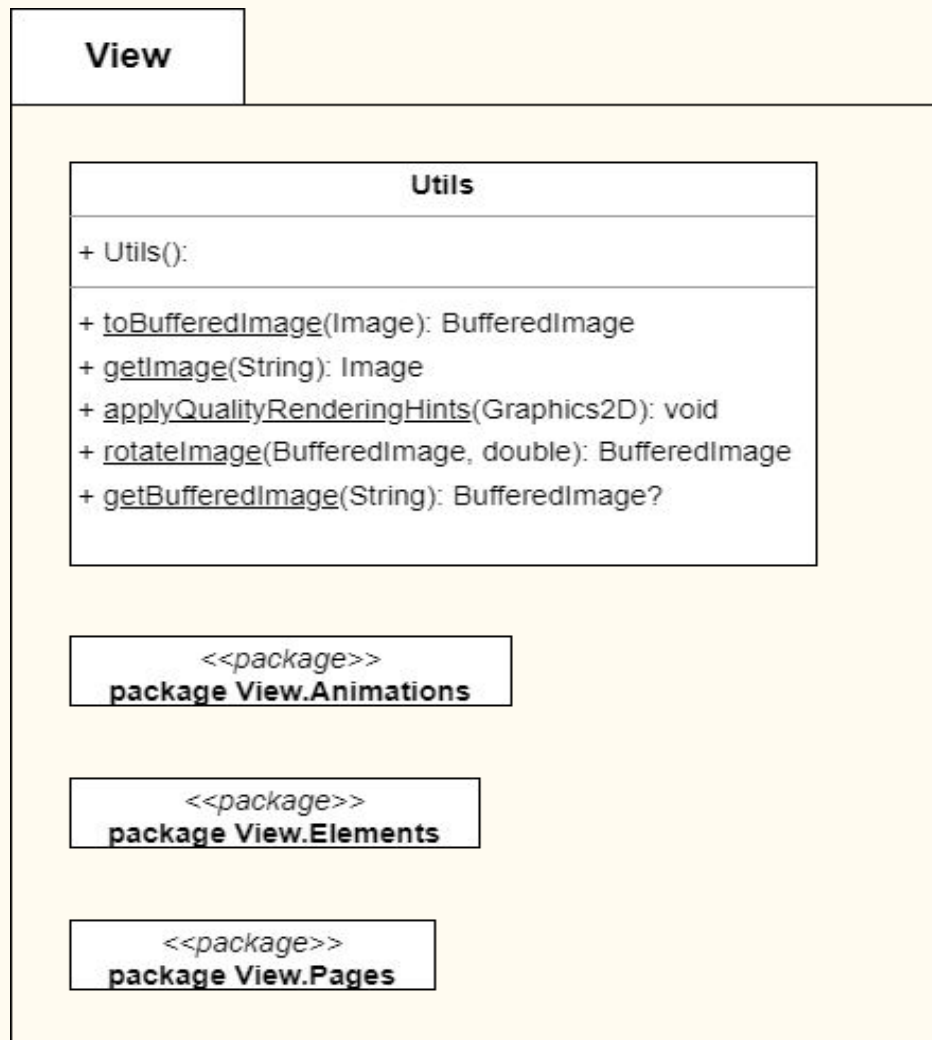 View
Utils
+ Utils():
+ toBufferedImage(Image): BufferedImage
+ getImage(String): Image
+ applyQualityRenderingHints(Graphics2D): void
+ rotateImage(BufferedImage, double): BufferedImage
+ getBufferedImage(String): BufferedImage?
<<package>>
package View.Animations
<<package>>
package View.Elements
<<package>>
package View.Pages